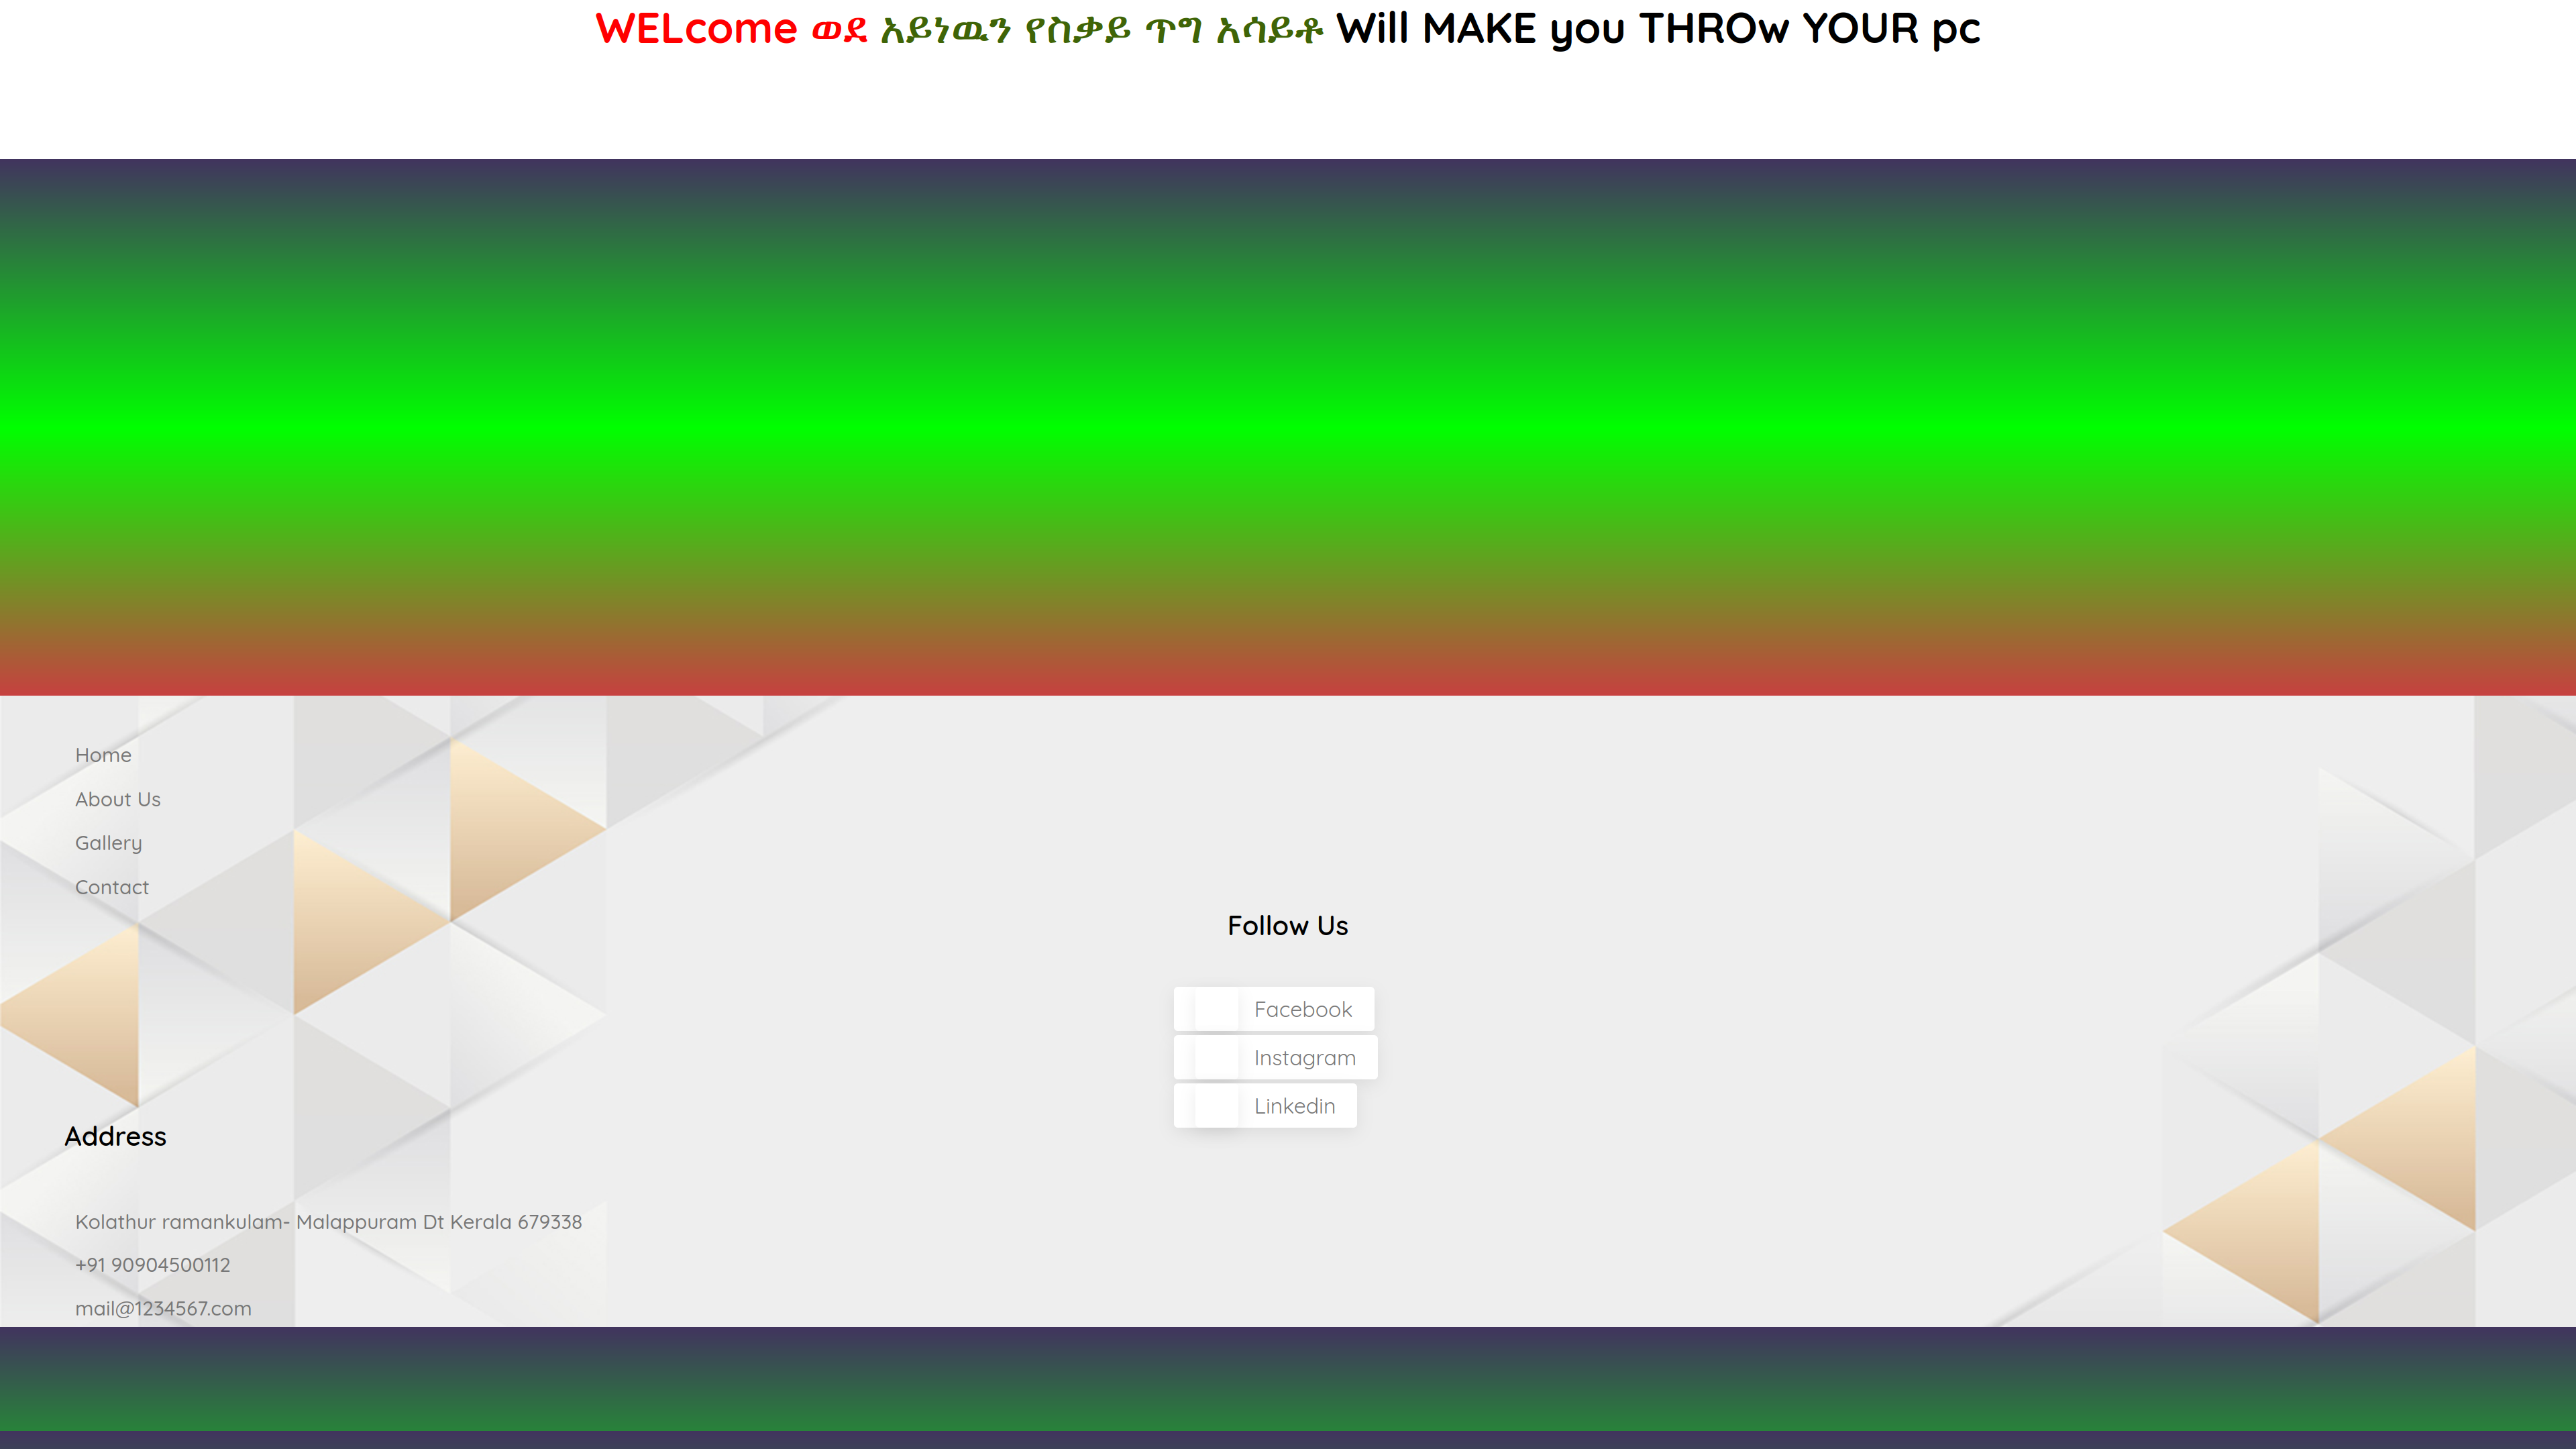 WELcome ወደ አይነዉን የስቃይ ጥግ አሳይቶ Will MAKE you THROw YOUR pc
Home
About Us
Gallery
Contact
Follow Us
Facebook
Instagram
Linkedin
Address
Kolathur ramankulam- Malappuram Dt Kerala 679338
+91 90904500112
mail@1234567.com